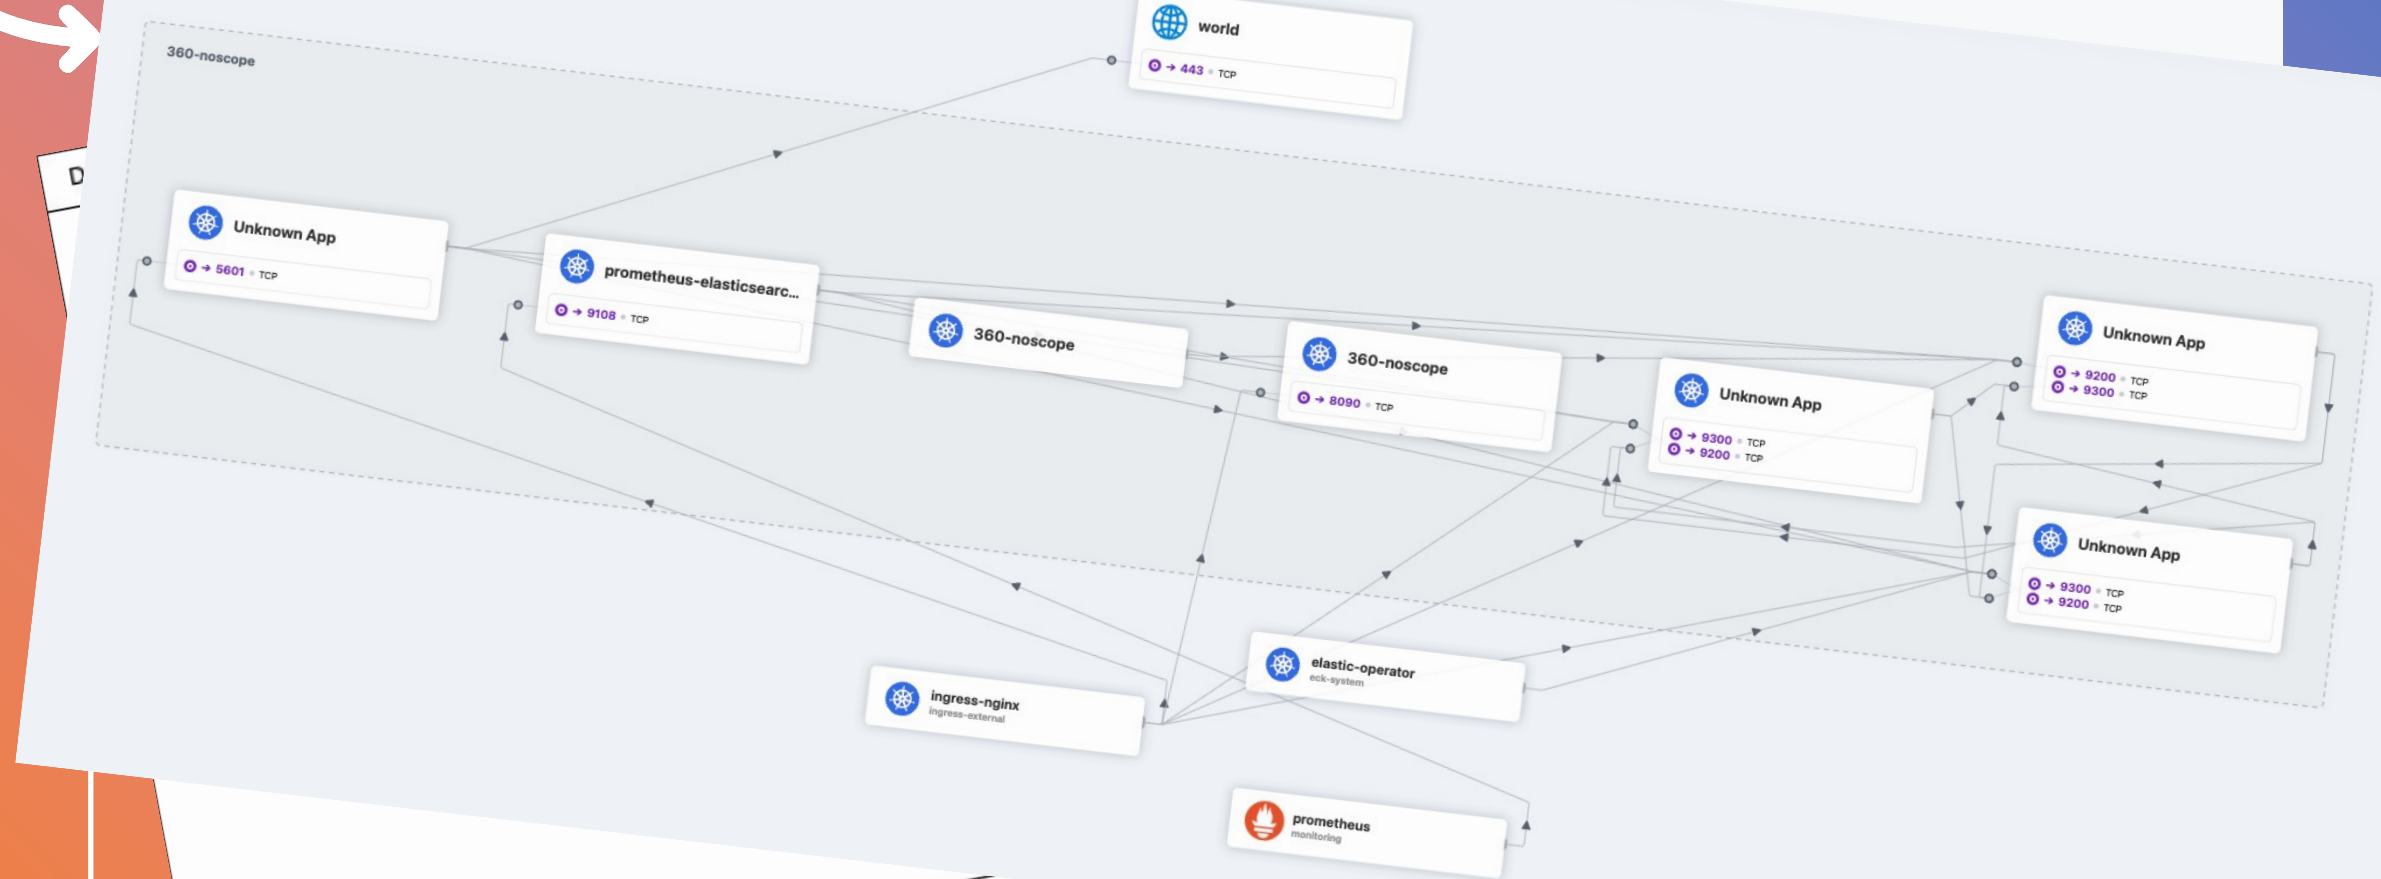 world
→ 443 • TCP
360-noscope
D
Unknown App
→ 5601 • TCP
prometheus-elasticsearc...
→ 9108 • TCP
360-noscope
360-noscope
→ 8090 • TCP
Unknown App
→ 9300 • TCP
→ 9200 • TCP
Unknown App
→ 9200 • TCP
→ 9300 • TCP
Unknown App
→ 9300 • TCP
→ 9200 • TCP
elastic-operator
eck-system
ingress-nginx
ingress-external
prometheus
monitoring